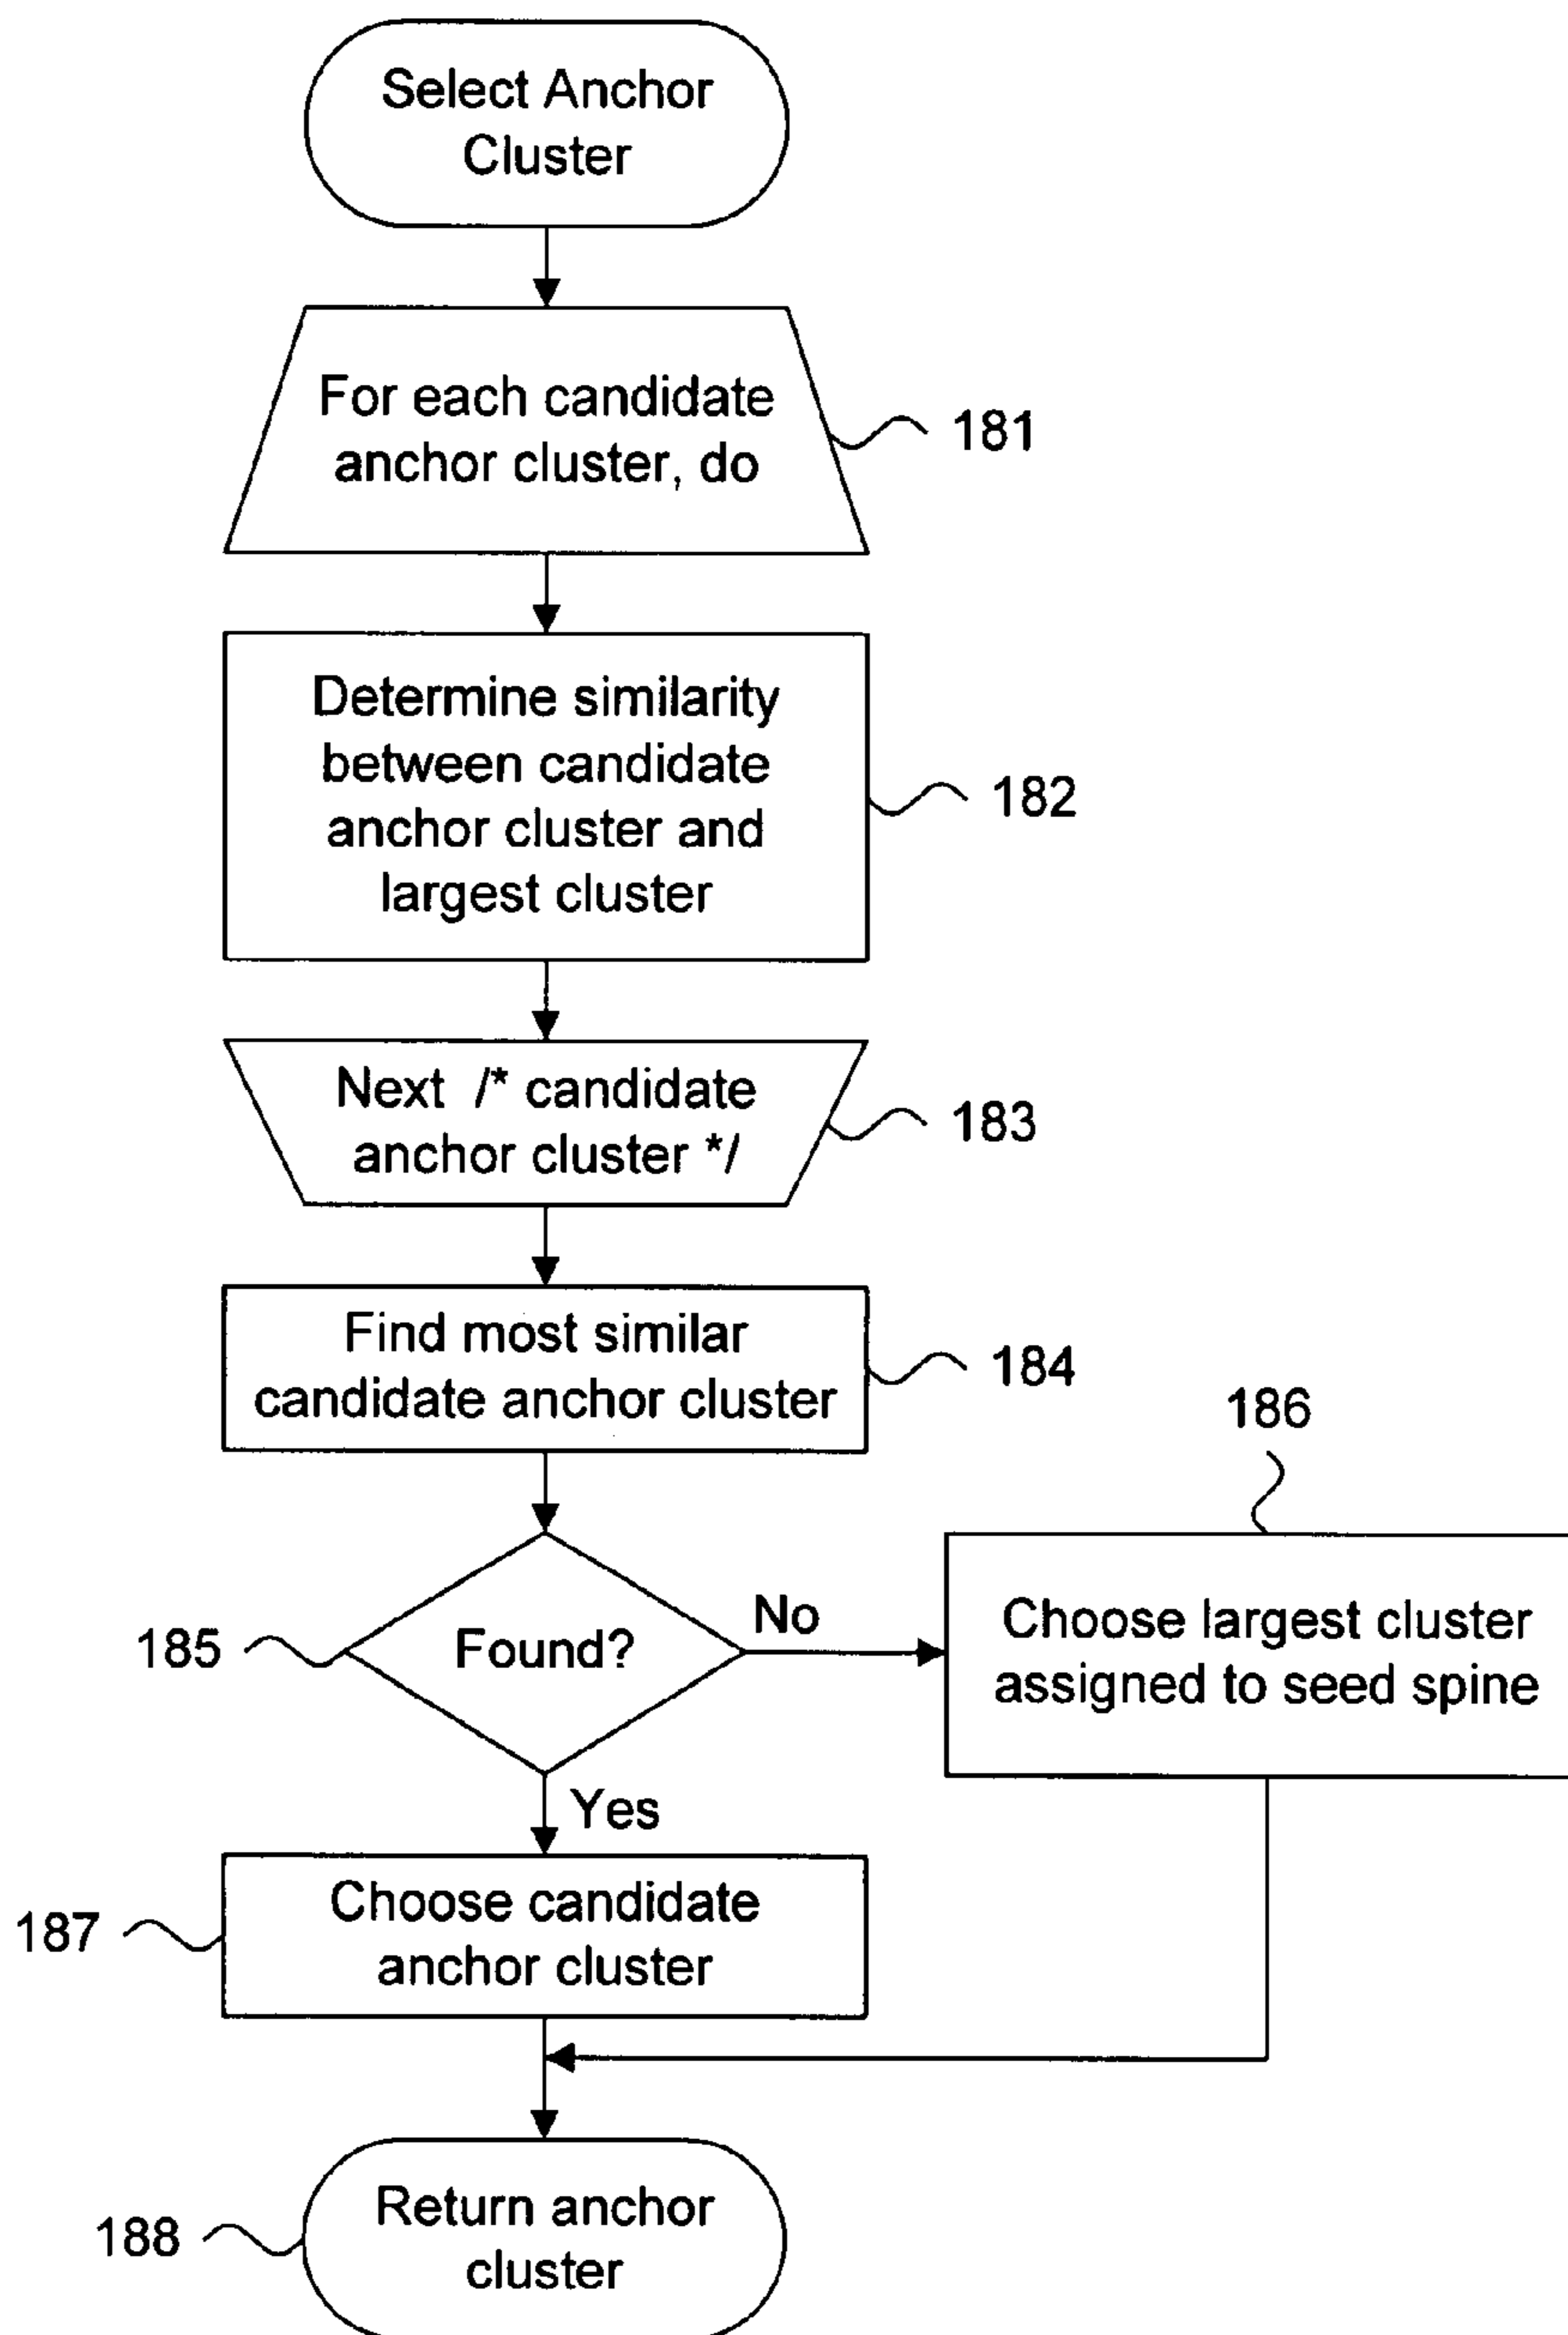 Select Anchor
Cluster
For each candidate
anchor cluster, do
181
Determine similarity
between candidate
anchor cluster and
largest cluster
182
Next /* candidate
anchor cluster */
183
Find most similar
candidate anchor cluster
184
185
Found?
No
186
Choose largest cluster
assigned to seed spine
Yes
187
Choose candidate
anchor cluster
188
Return anchor
cluster